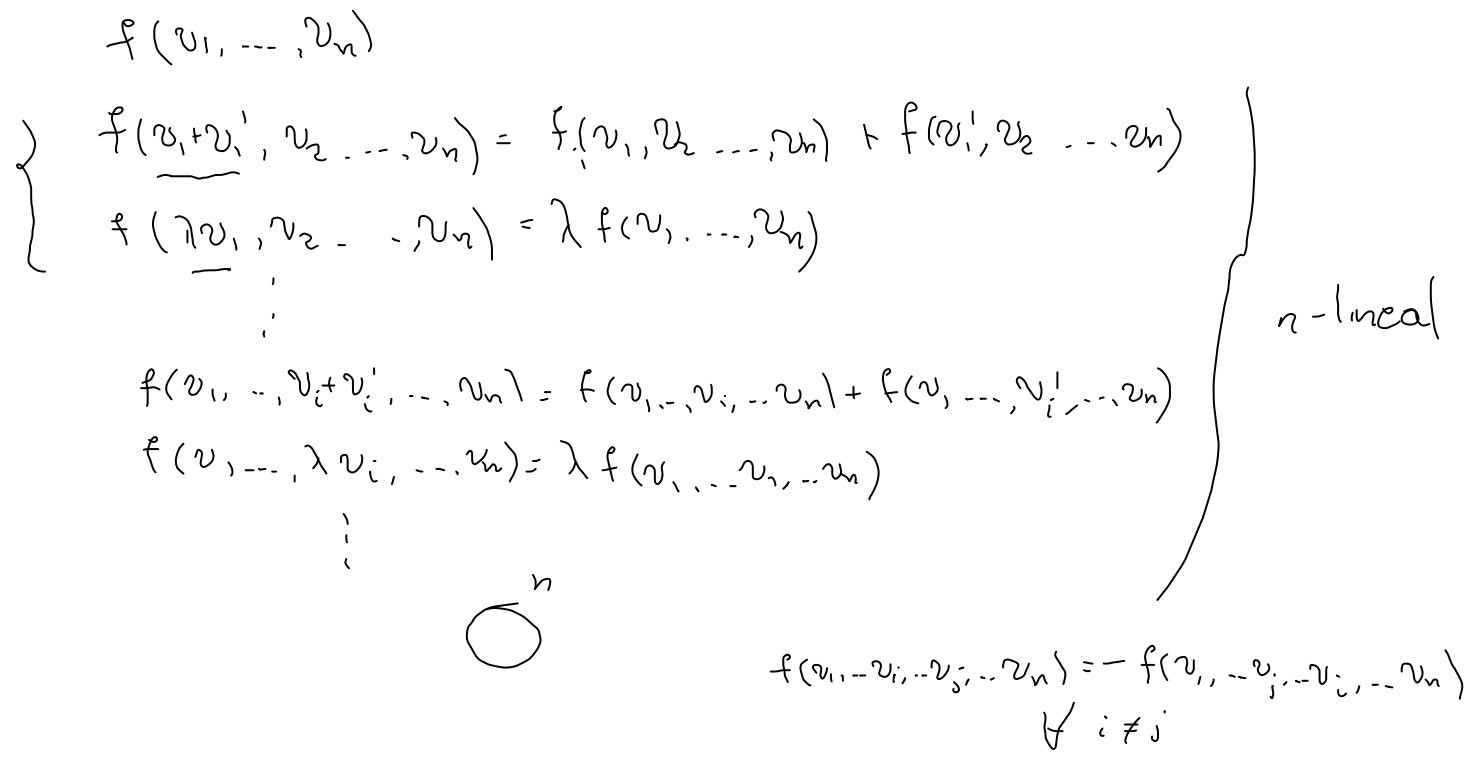 f(v₁, ..., vₙ)
f(v₁+v₁', v₂ ..., vₙ) = f(v₁, v₂ ..., vₙ) + f(v₁', v₂ ... vₙ)
f(λv₁, v₂ . .., vₙ) = λ f(v₁, ..., vₙ)
⋮
f(v₁, .., vᵢ+vᵢ', ..., vₙ) = f(v₁, .., vᵢ, .. vₙ) + f(v₁, ..., vᵢ', ..., vₙ)
n-lineal
f(v₁, ..., λvᵢ, ... vₙ) = λ f(v₁, ... vᵢ, .. vₙ)
⋮
n
f(v₁, .. vᵢ, .. vⱼ, .. vₙ) = - f(v₁, .. vⱼ, .. vᵢ, ... vₙ)
∀ i ≠ j